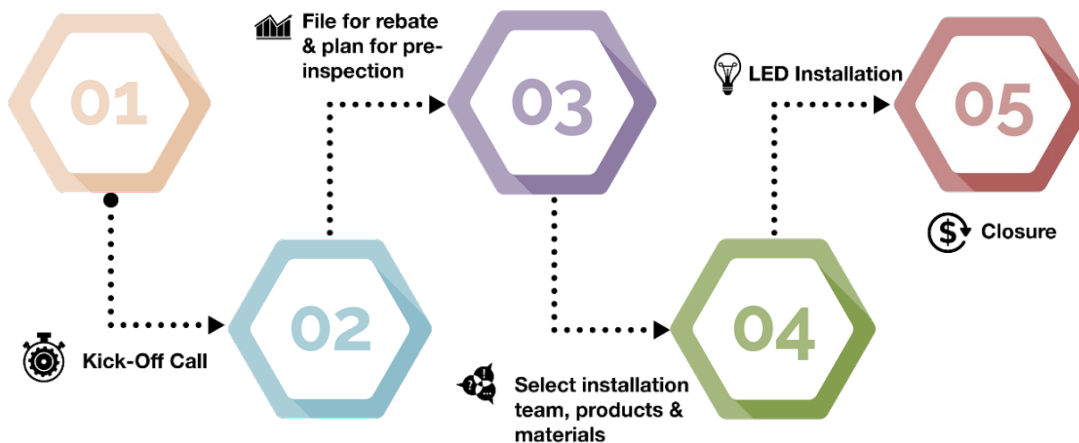 01
Kick-Off Call
02
File for rebate
& plan for pre-
inspection
03
Select installation
team, products &
materials
04
LED Installation
05
$ Closure